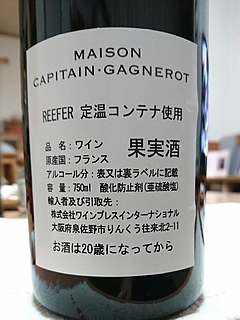 MAISON
CAPITAIN·GAGNEROT
REEFER 定温コンテナ使用
品 名：ワイン 果実酒
原産国：フランス
アルコール分：表又は裏ラベルに記載
容 量：750ml 酸化防止剤(亜硫酸塩)
輸入者及び引取先：
株式会社ワインプレスインターナショナル
大阪府泉佐野市りんくう往来北2-11
お酒は20歳になってから